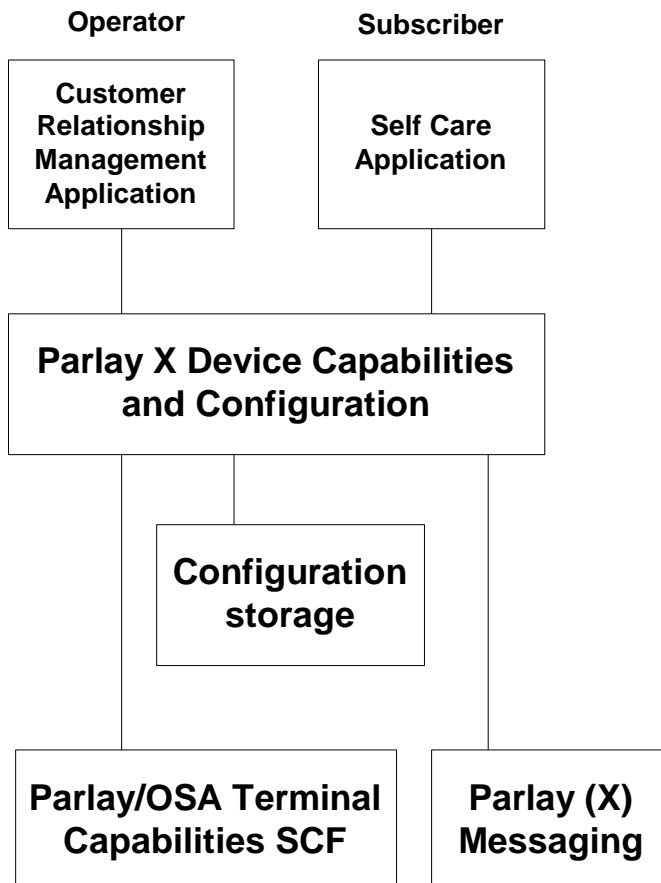 Operator
Subscriber
Customer
Relationship
Management
Application
Self Care
Application
Parlay X Device Capabilities
and Configuration
Configuration
storage
Parlay/OSA Terminal
Capabilities SCF
Parlay (X)
Messaging